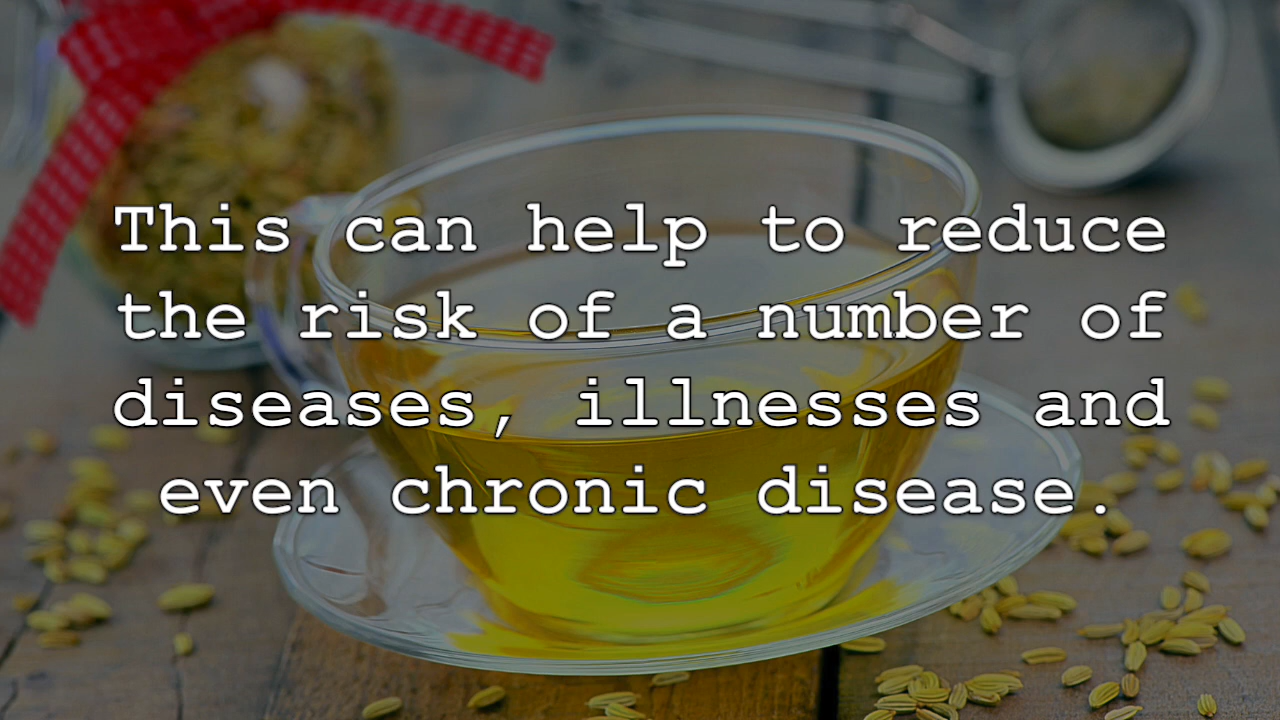 This can help to reduce
the risk of a number of
diseases, illnesses and
even chronic disease.